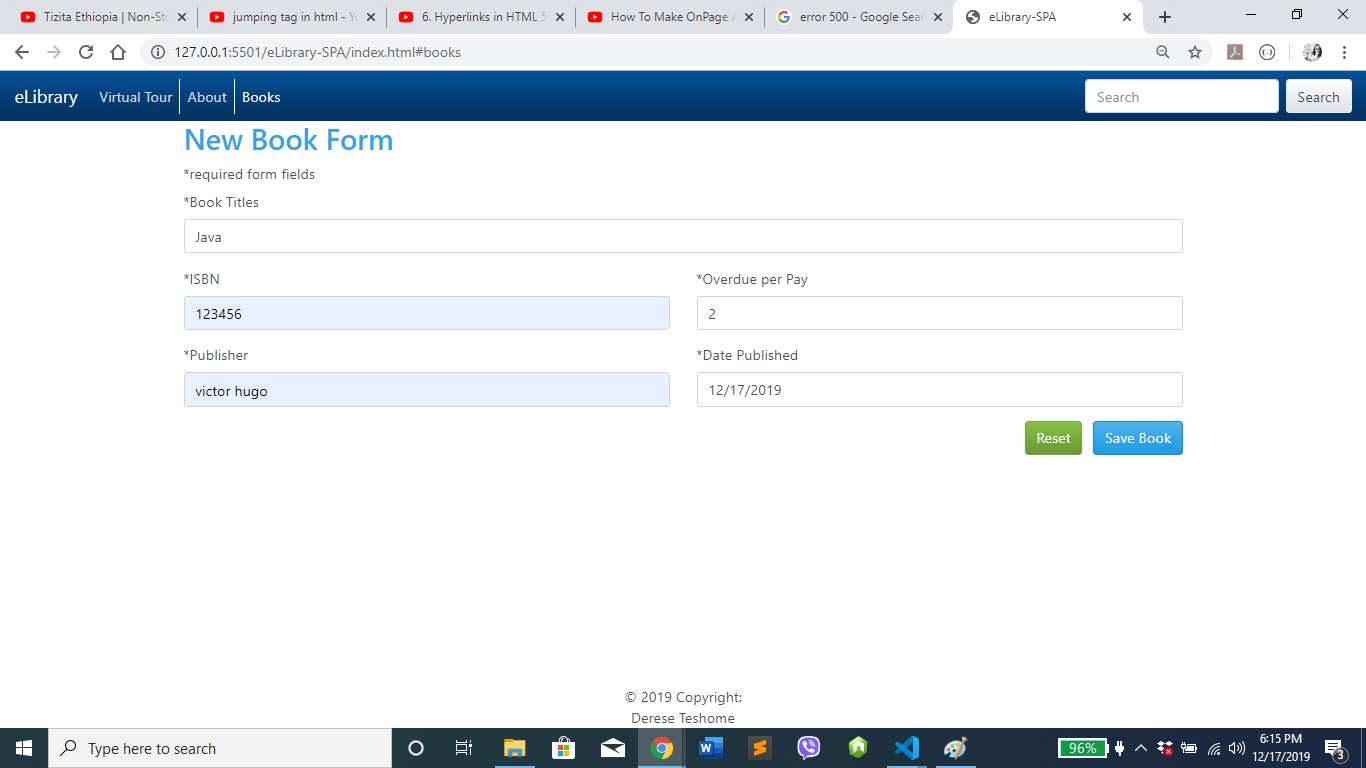 Tizita Ethiopia | Non-Sto
jumping tag in html - Yo
6. Hyperlinks in HTML 5
How To Make OnPage A
error 500 - Google Sear
eLibrary-SPA
127.0.0.1:5501/eLibrary-SPA/index.html#books
eLibrary Virtual Tour About Books Search Search
New Book Form
*required form fields
*Book Titles
Java
*ISBN *Overdue per Pay
123456 2
*Publisher *Date Published
victor hugo 12/17/2019
Reset Save Book
© 2019 Copyright:
Derese Teshome
Type here to search
96%
6:15 PM
12/17/2019
3